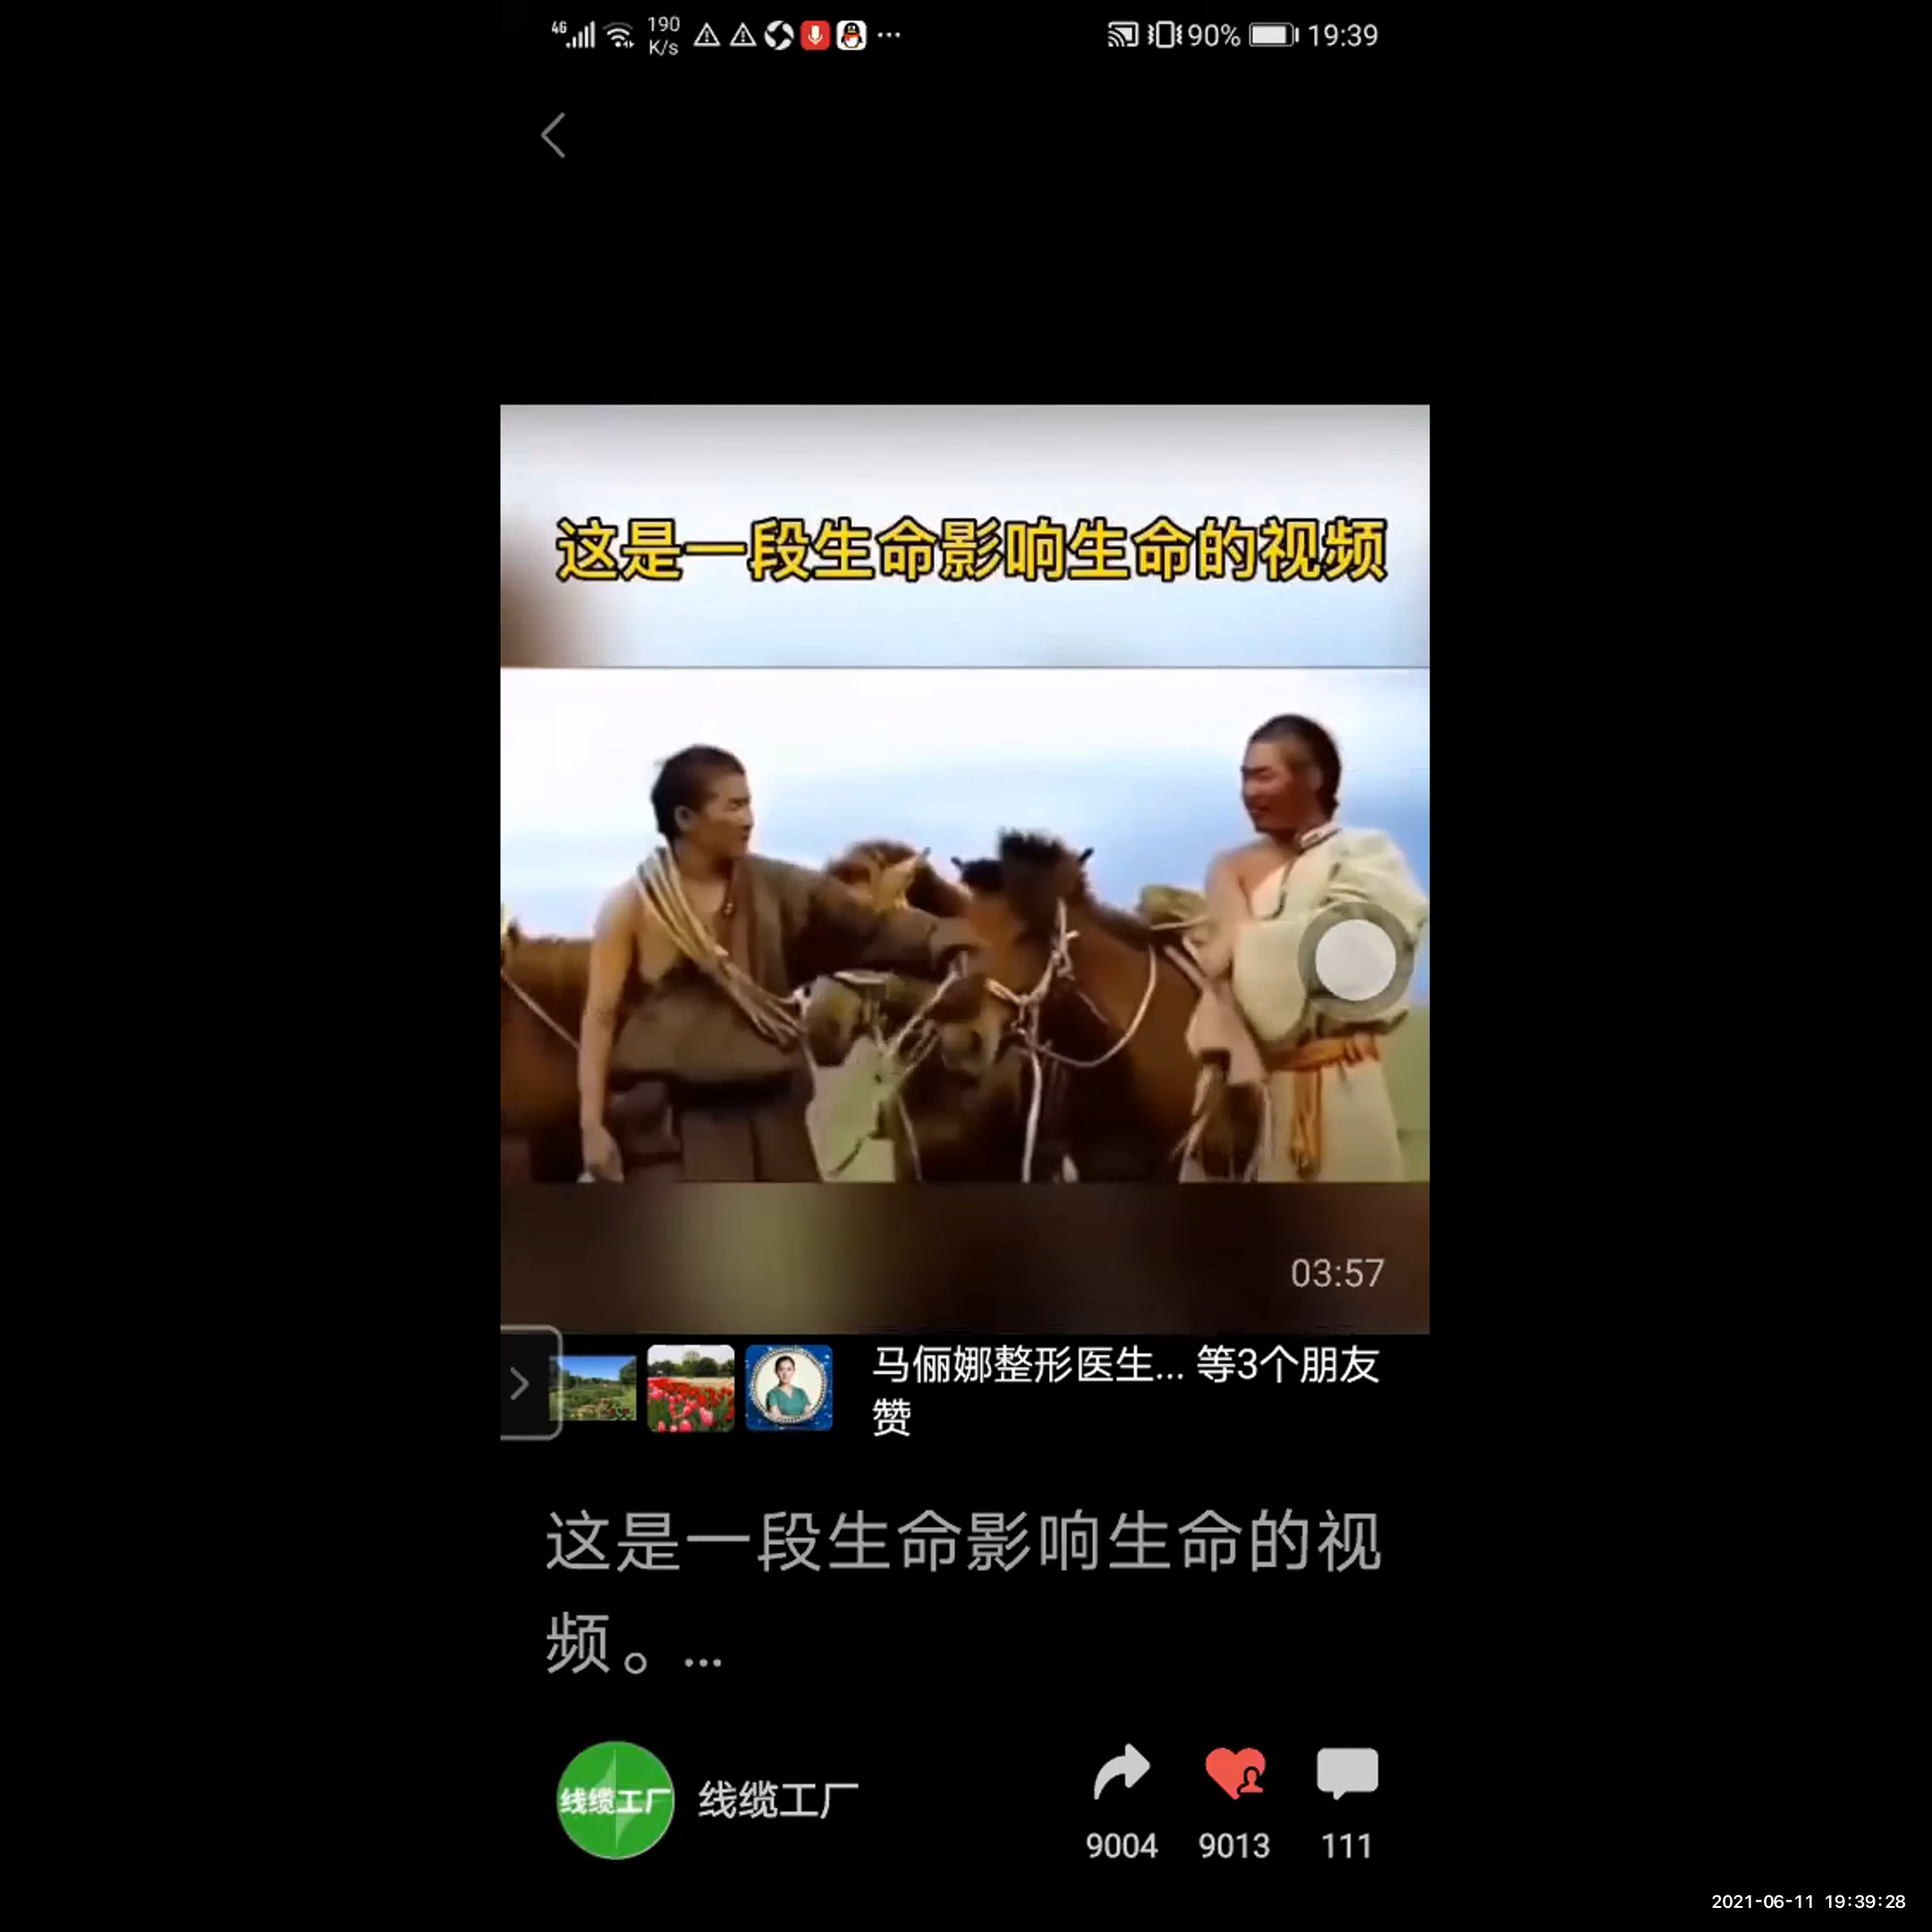 4G 190 K/s 90% 19:39
这是一段生命影响生命的视频
03:57
马俪娜整形医生... 等3个朋友
赞
这是一段生命影响生命的视
频。...
线缆工厂 线缆工厂
9004 9013 111
2021-06-11 19:39:28